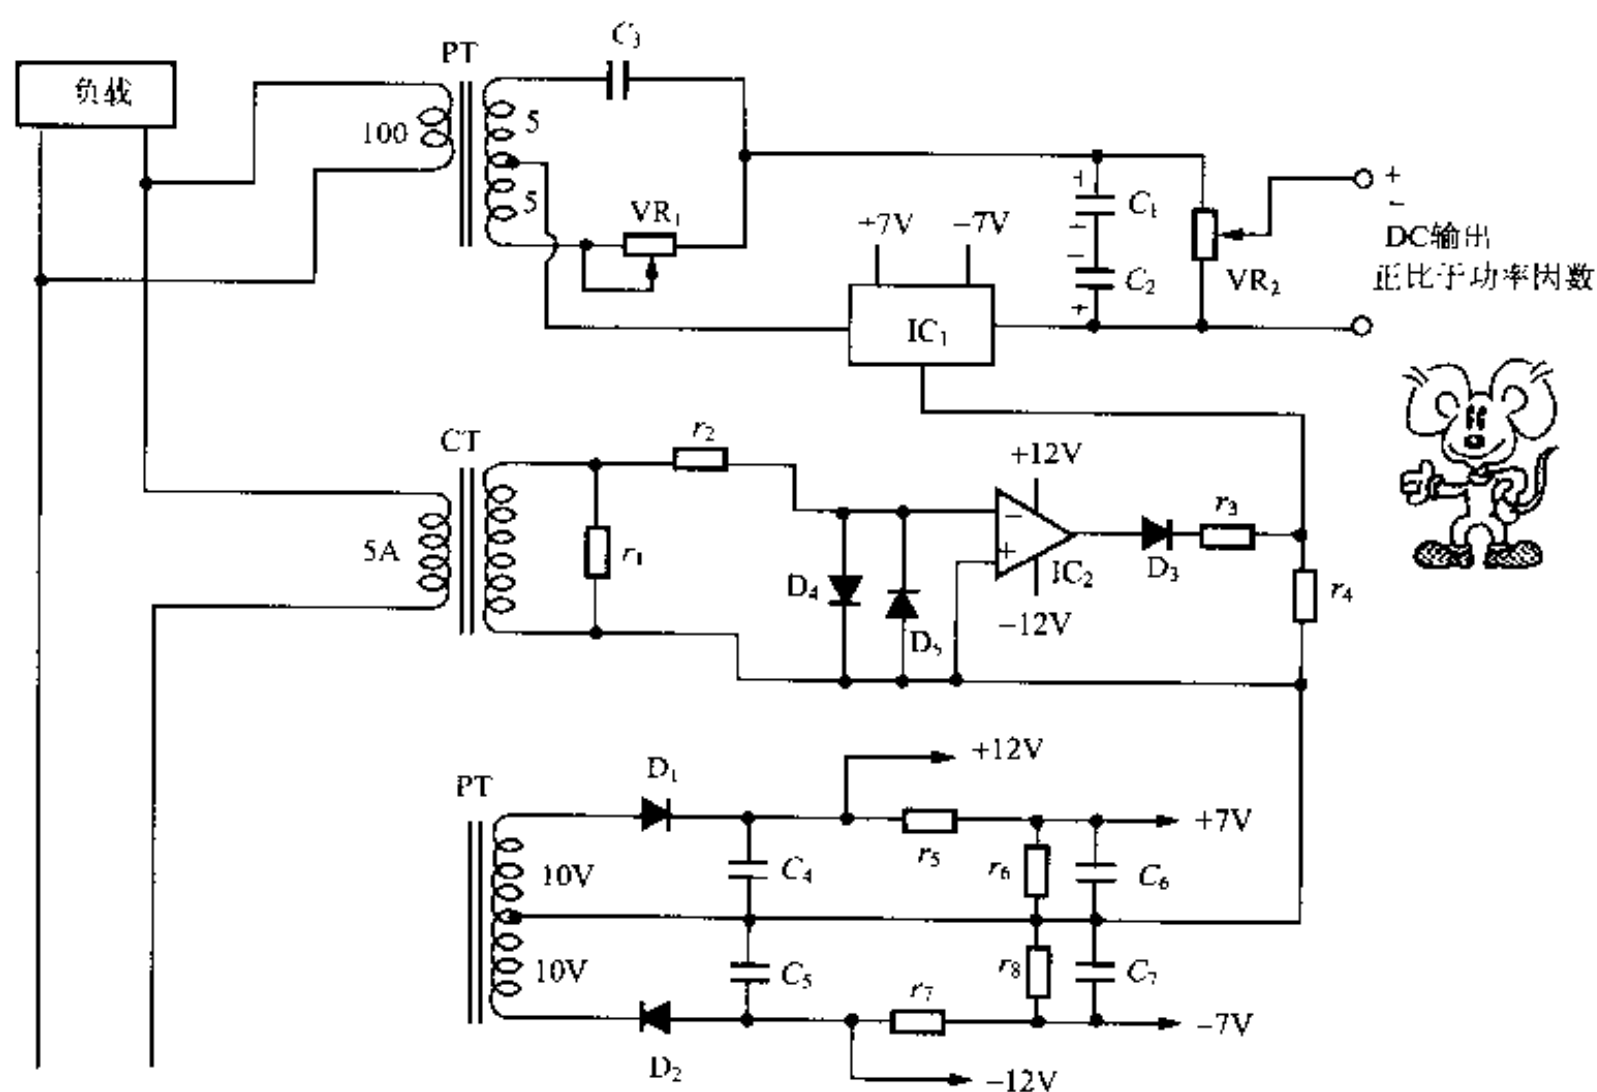 C₃
PT
负载
100
5
5
VR₁
+7V
−7V
C₁
C₂
+
−
−
+
VR₂
+
−
DC输出
正比于功率因数
IC₁
CT
r₂
5A
r₁
D₄
D₅
+12V
−
+
IC₂
−12V
D₃
r₃
r₄
PT
D₁
+12V
10V
C₄
r₅
r₆
C₆
+7V
10V
C₅
r₇
r₈
C₇
−7V
D₂
−12V